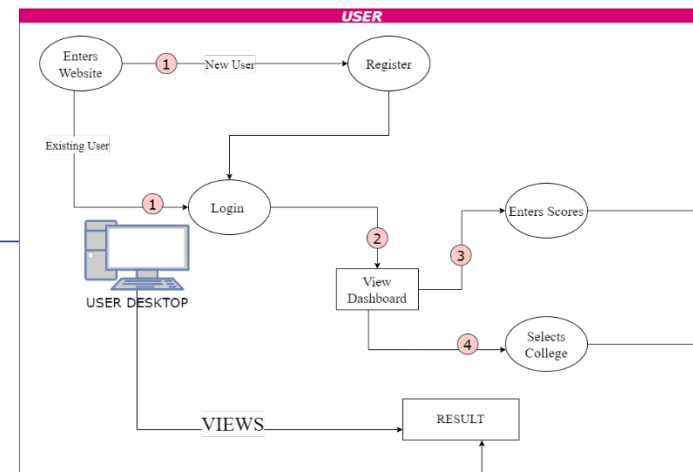 USER
Enters
Website
1
New User
Register
Existing User
1
Login
2
3
Enters Scores
View
Dashboard
USER DESKTOP
4
Selects
College
VIEWS
RESULT